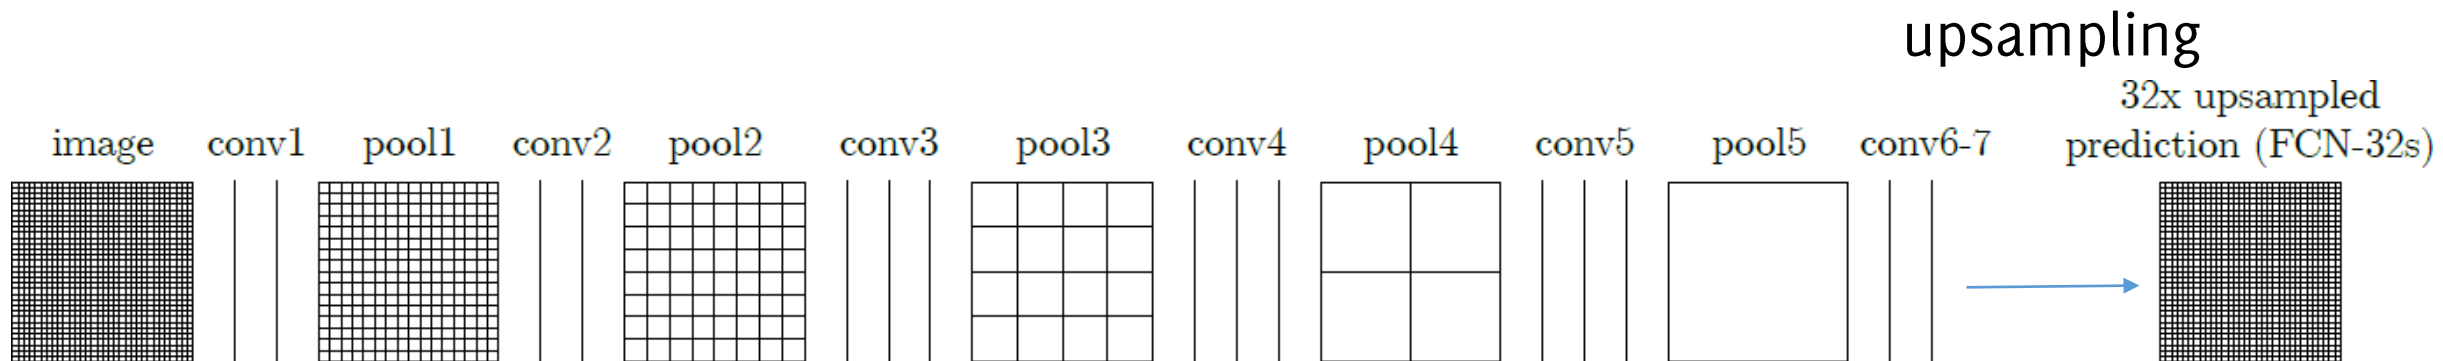 upsampling
32x upsampled
image conv1 pool1 conv2 pool2 conv3 pool3 conv4 pool4 conv5 pool5 conv6-7 prediction (FCN-32s)